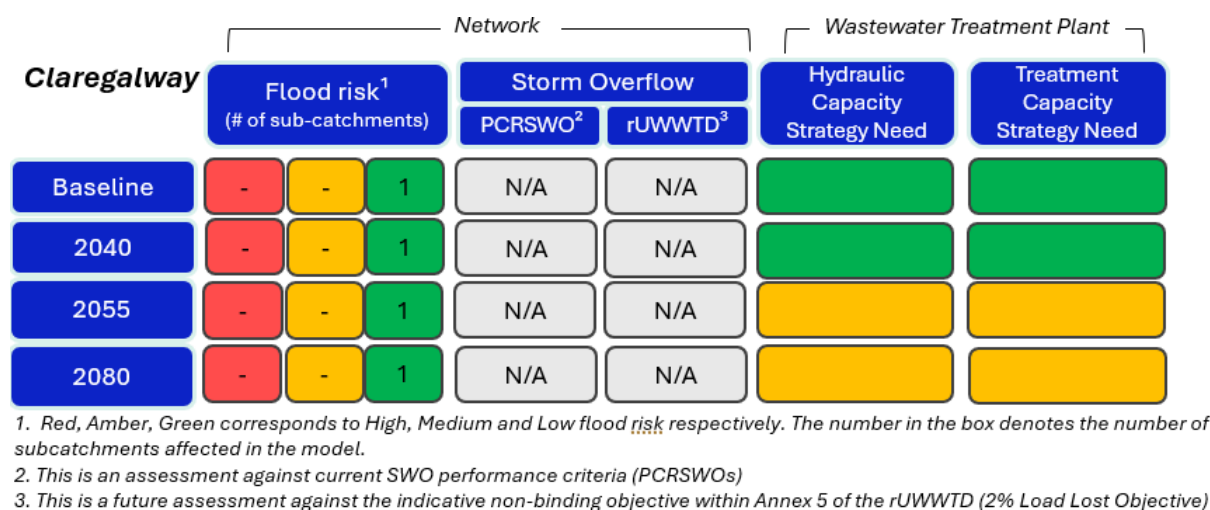 Network
Wastewater Treatment Plant
Claregalway
Flood risk¹
(# of sub-catchments)
Storm Overflow
PCRSWO²
rUWWTD³
Hydraulic
Capacity
Strategy Need
Treatment
Capacity
Strategy Need
Baseline - - 1 N/A N/A
2040 - - 1 N/A N/A
2055 - - 1 N/A N/A
2080 - - 1 N/A N/A
1. Red, Amber, Green corresponds to High, Medium and Low flood risk respectively. The number in the box denotes the number of
subcatchments affected in the model.
2. This is an assessment against current SWO performance criteria (PCRSWOs)
3. This is a future assessment against the indicative non-binding objective within Annex 5 of the rUWWTD (2% Load Lost Objective)